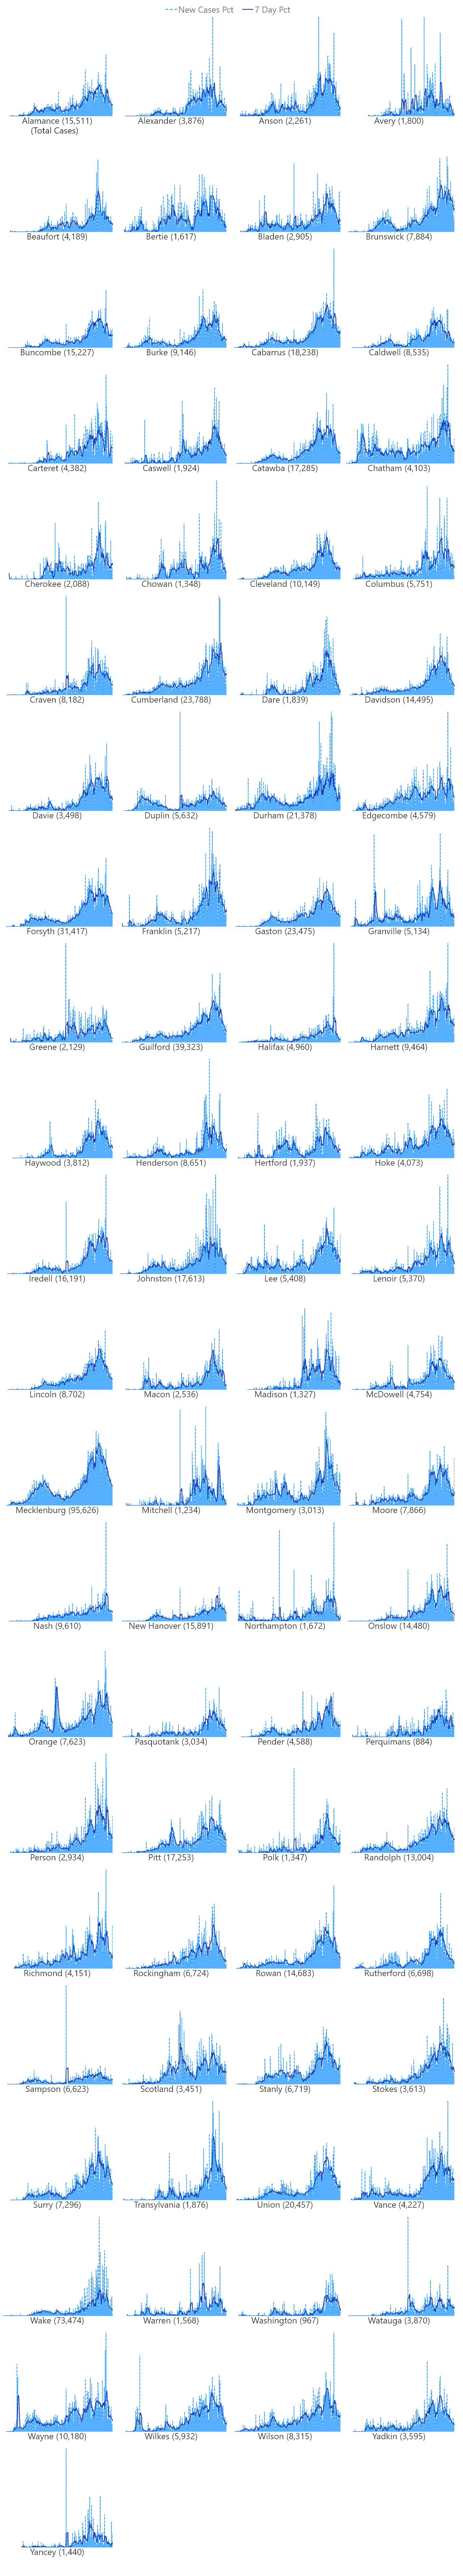 New Cases Pct 7 Day Pct
Alamance (15,511) Alexander (3,876) Anson (2,261) Avery (1,800)
(Total Cases)
Beaufort (4,189) Bertie (1,617) Bladen (2,905) Brunswick (7,884)
Buncombe (15,227) Burke (9,146) Cabarrus (18,238) Caldwell (8,535)
Carteret (4,382) Caswell (1,924) Catawba (17,285) Chatham (4,103)
Cherokee (2,088) Chowan (1,348) Cleveland (10,149) Columbus (5,751)
Craven (8,182) Cumberland (23,788) Dare (1,839) Davidson (14,495)
Davie (3,498) Duplin (5,632) Durham (21,378) Edgecombe (4,579)
Forsyth (31,417) Franklin (5,217) Gaston (23,475) Granville (5,134)
Greene (2,129) Guilford (39,323) Halifax (4,960) Harnett (9,464)
Haywood (3,812) Henderson (8,651) Hertford (1,937) Hoke (4,073)
Iredell (16,191) Johnston (17,613) Lee (5,408) Lenoir (5,370)
Lincoln (8,702) Macon (2,536) Madison (1,327) McDowell (4,754)
Mecklenburg (95,626) Mitchell (1,234) Montgomery (3,013) Moore (7,866)
Nash (9,610) New Hanover (15,891) Northampton (1,672) Onslow (14,480)
Orange (7,623) Pasquotank (3,034) Pender (4,588) Perquimans (884)
Person (2,934) Pitt (17,253) Polk (1,347) Randolph (13,004)
Richmond (4,151) Rockingham (6,724) Rowan (14,683) Rutherford (6,698)
Sampson (6,623) Scotland (3,451) Stanly (6,719) Stokes (3,613)
Surry (7,296) Transylvania (1,876) Union (20,457) Vance (4,227)
Wake (73,474) Warren (1,568) Washington (967) Watauga (3,870)
Wayne (10,180) Wilkes (5,932) Wilson (8,315) Yadkin (3,595)
Yancey (1,440)